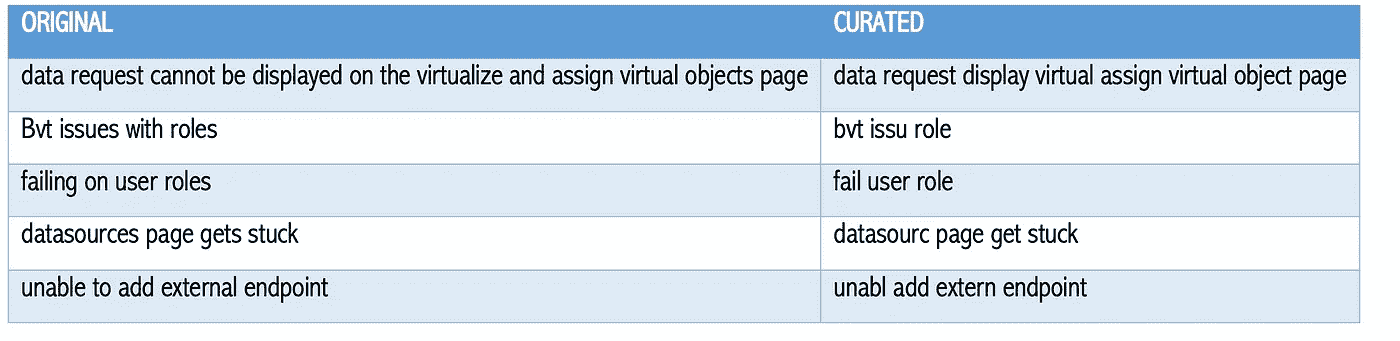 ORIGINAL CURATED
data request cannot be displayed on the virtualize and assign virtual objects page data request display virtual assign virtual object page
Bvt issues with roles bvt issu role
failing on user roles fail user role
datasources page gets stuck datasourc page get stuck
unable to add external endpoint unabl add extern endpoint